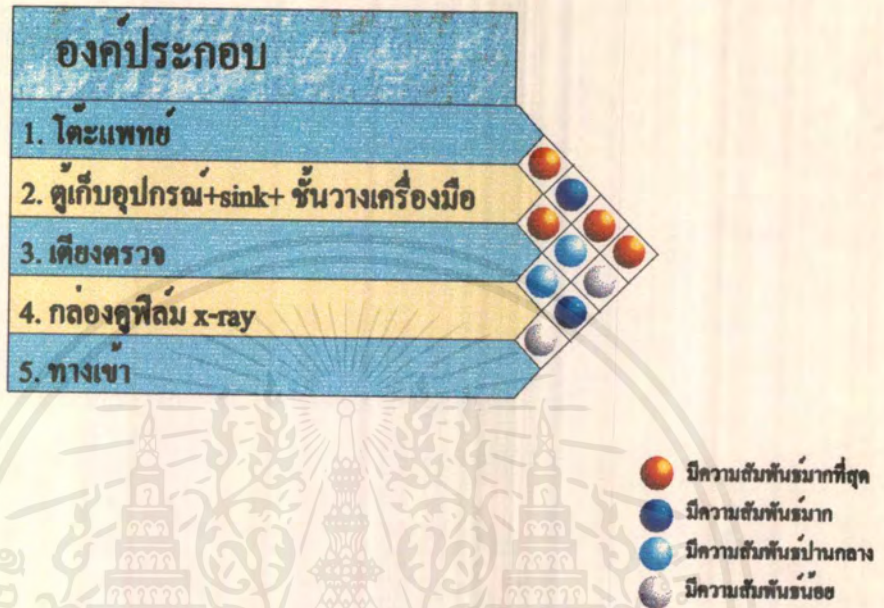 องค์ประกอบ
1. โต๊ะแพทย์
2. ตู้เก็บอุปกรณ์+sink+ ชั้นวางเครื่องมือ
3. เตียงตรวจ
4. กล่องดูฟิล์ม x-ray
5. ทางเข้า
มีความสัมพันธ์มากที่สุด
มีความสัมพันธ์มาก
มีความสัมพันธ์ปานกลาง
มีความสัมพันธ์น้อย